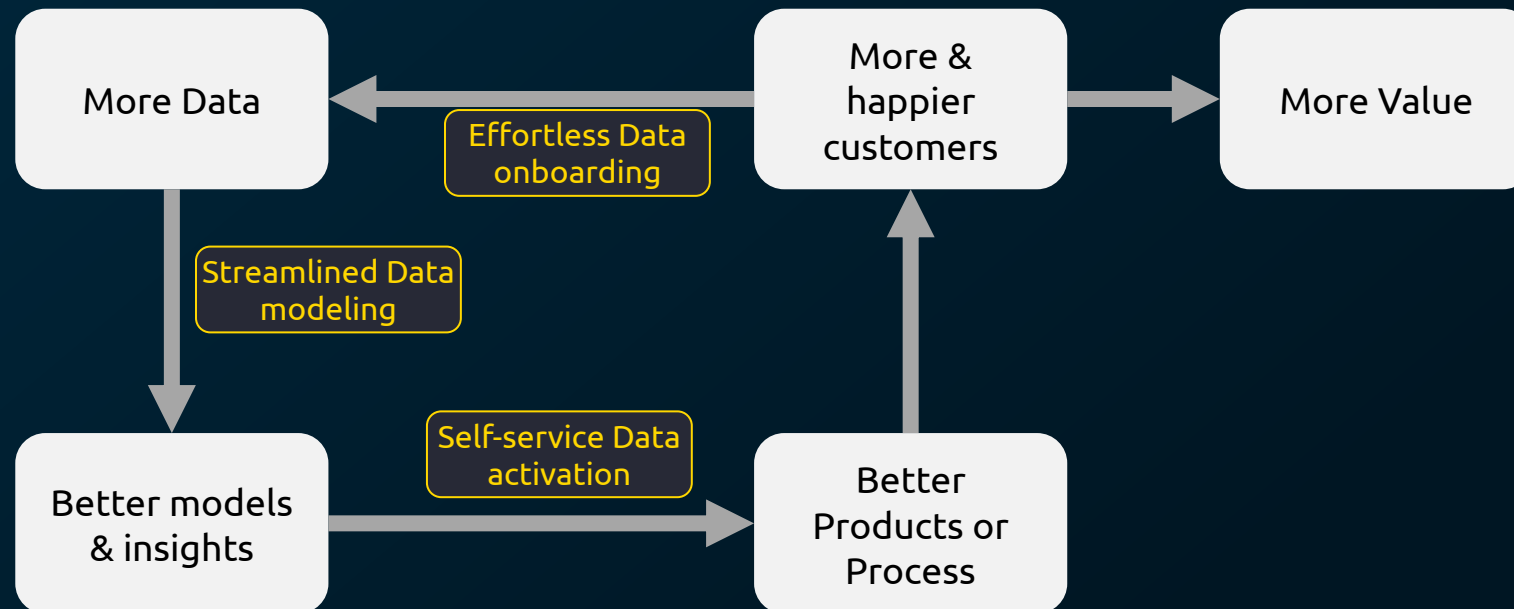 More Data
More &
happier
customers
More Value
Effortless Data
onboarding
Streamlined Data
modeling
Self-service Data
activation
Better models
& insights
Better
Products or
Process